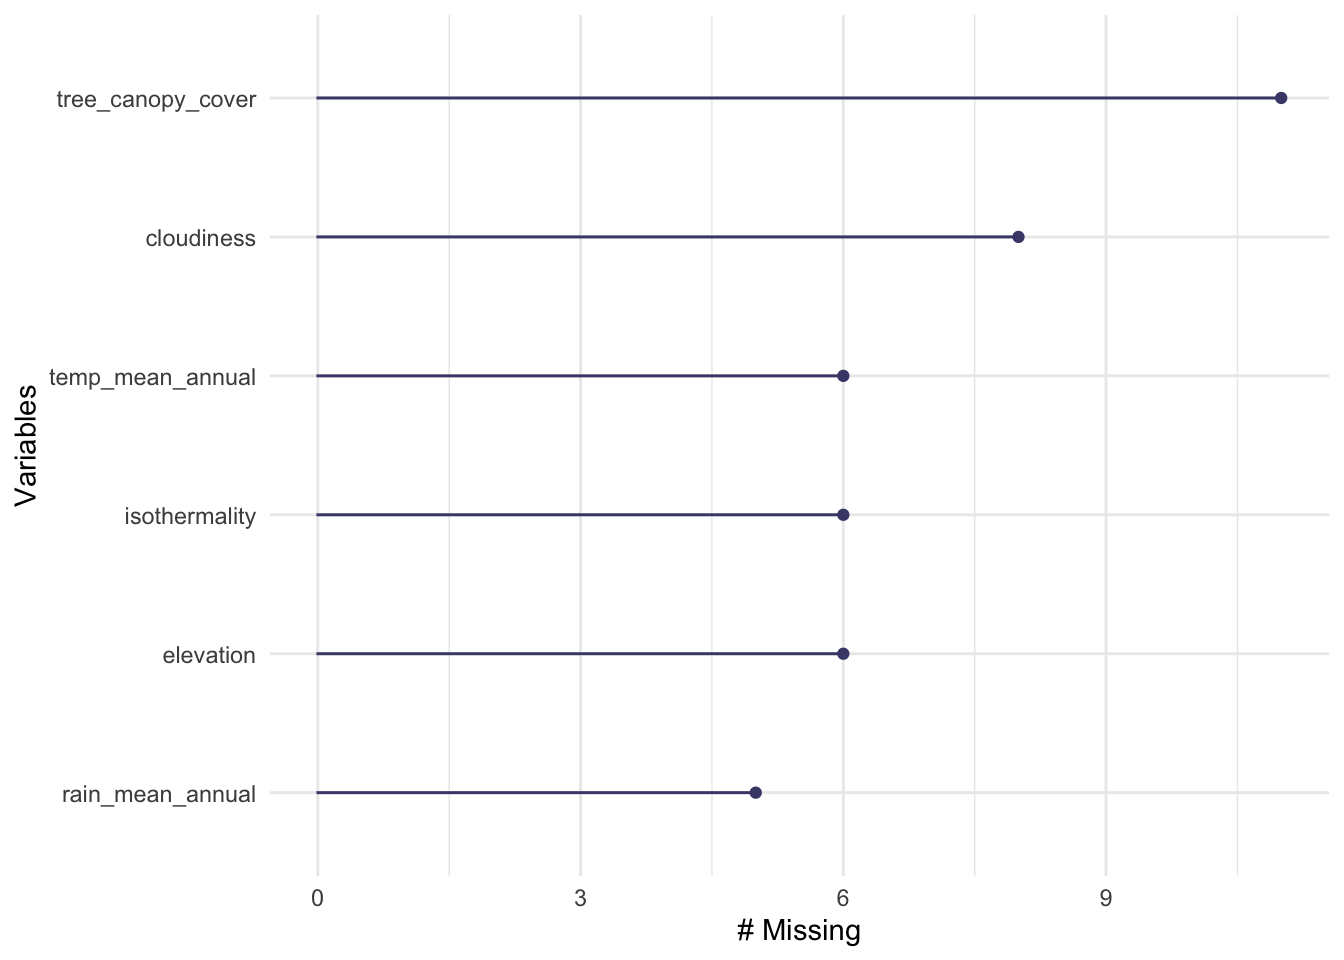 tree_canopy_cover
cloudiness
temp_mean_annual
isothermality
elevation
rain_mean_annual
Variables
0 3 6 9
# Missing